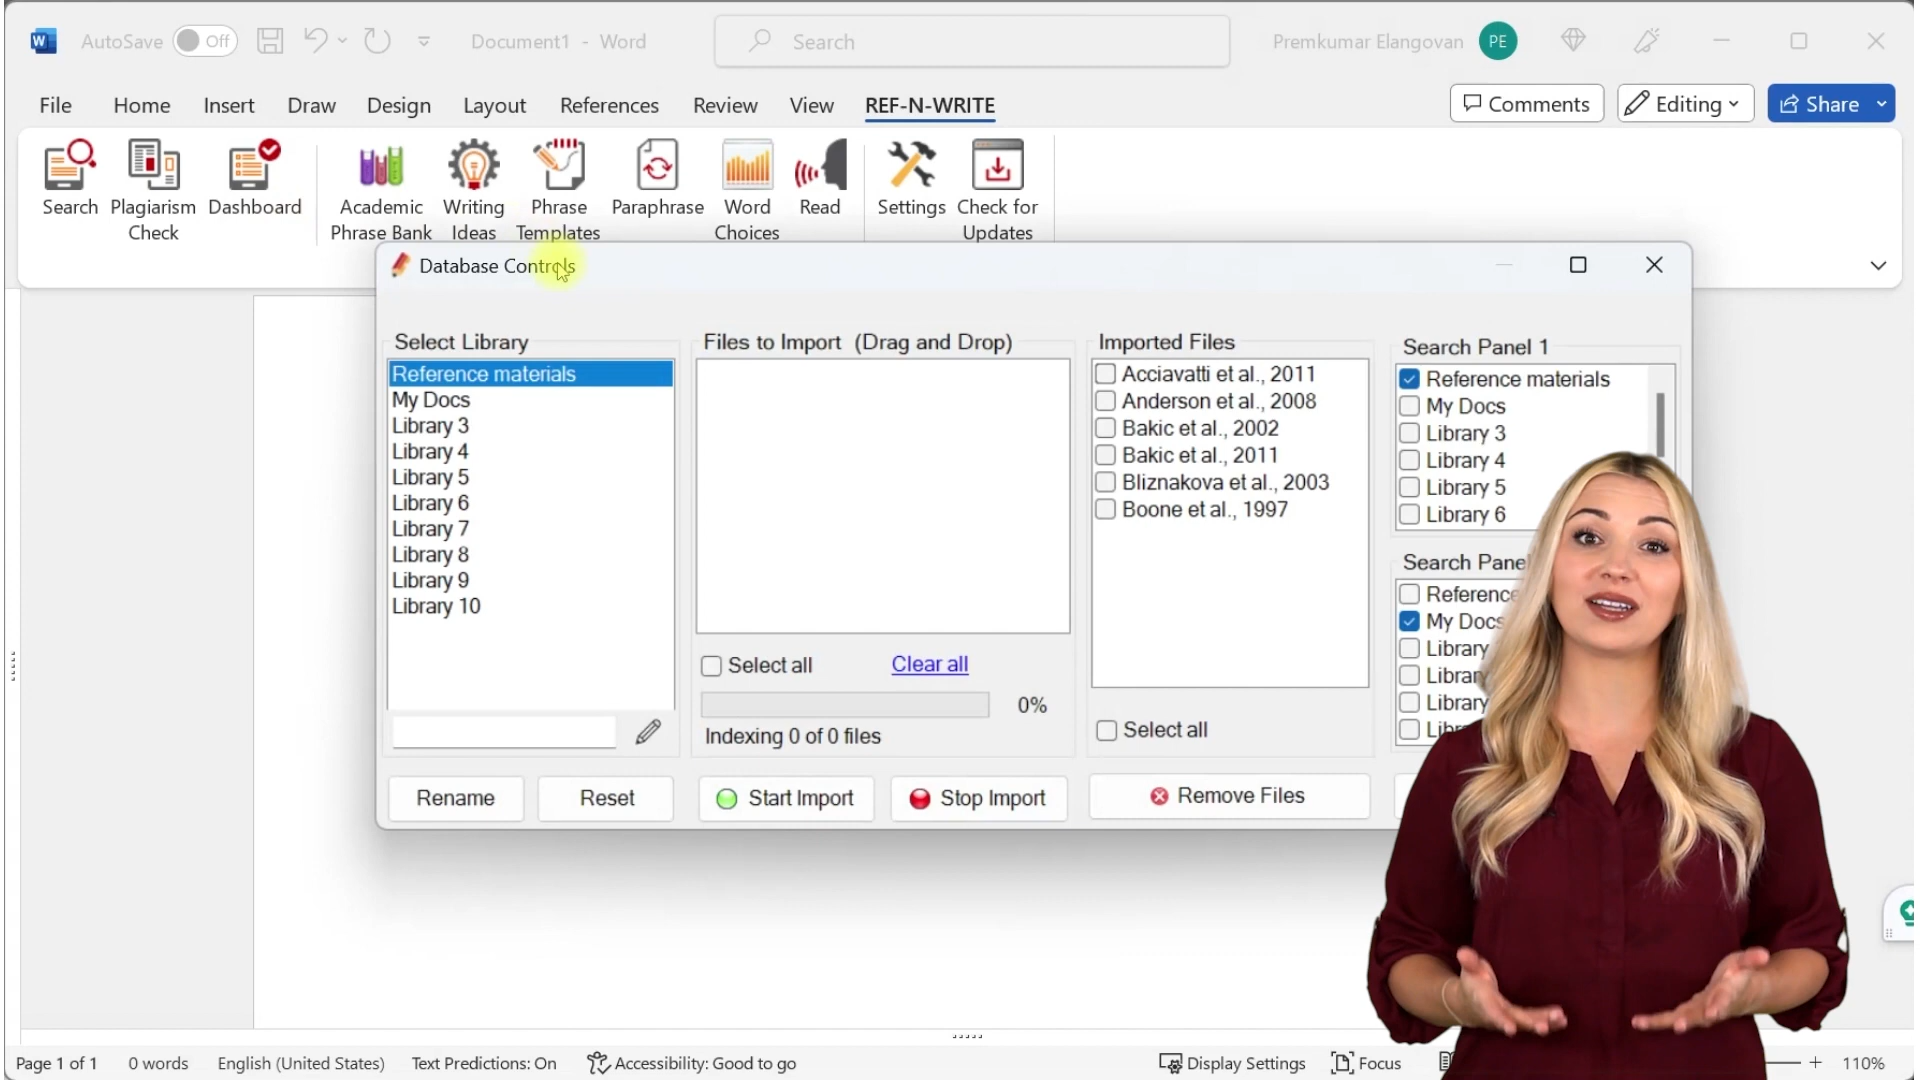 AutoSave Off Document1 - Word Search Premkumar Elangovan PE
File Home Insert Draw Design Layout References Review View REF-N-WRITE Comments Editing Share
Search Plagiarism Check Dashboard Academic Phrase Bank Writing Ideas Phrase Templates Paraphrase Word Choices Read Settings Check for Updates
Database Controls
Select Library
Reference materials
My Docs
Library 3
Library 4
Library 5
Library 6
Library 7
Library 8
Library 9
Library 10
Rename Reset
Files to Import (Drag and Drop)
Select all Clear all
0%
Indexing 0 of 0 files
Start Import Stop Import
Imported Files
Acciavatti et al., 2011
Anderson et al., 2008
Bakic et al., 2002
Bakic et al., 2011
Bliznakova et al., 2003
Boone et al., 1997
Select all
Remove Files
Search Panel 1
Reference materials
My Docs
Library 3
Library 4
Library 5
Library 6
Search Panel
Reference
My Docs
Library
Page 1 of 1 0 words English (United States) Text Predictions: On Accessibility: Good to go Display Settings Focus 110%